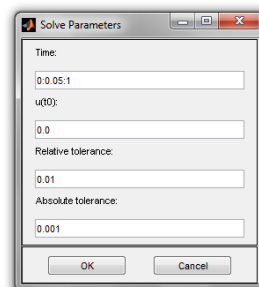 Solve Parameters
Time:
0:0.05:1
u(t0):
0.0
Relative tolerance:
0.01
Absolute tolerance:
0.001
OK Cancel